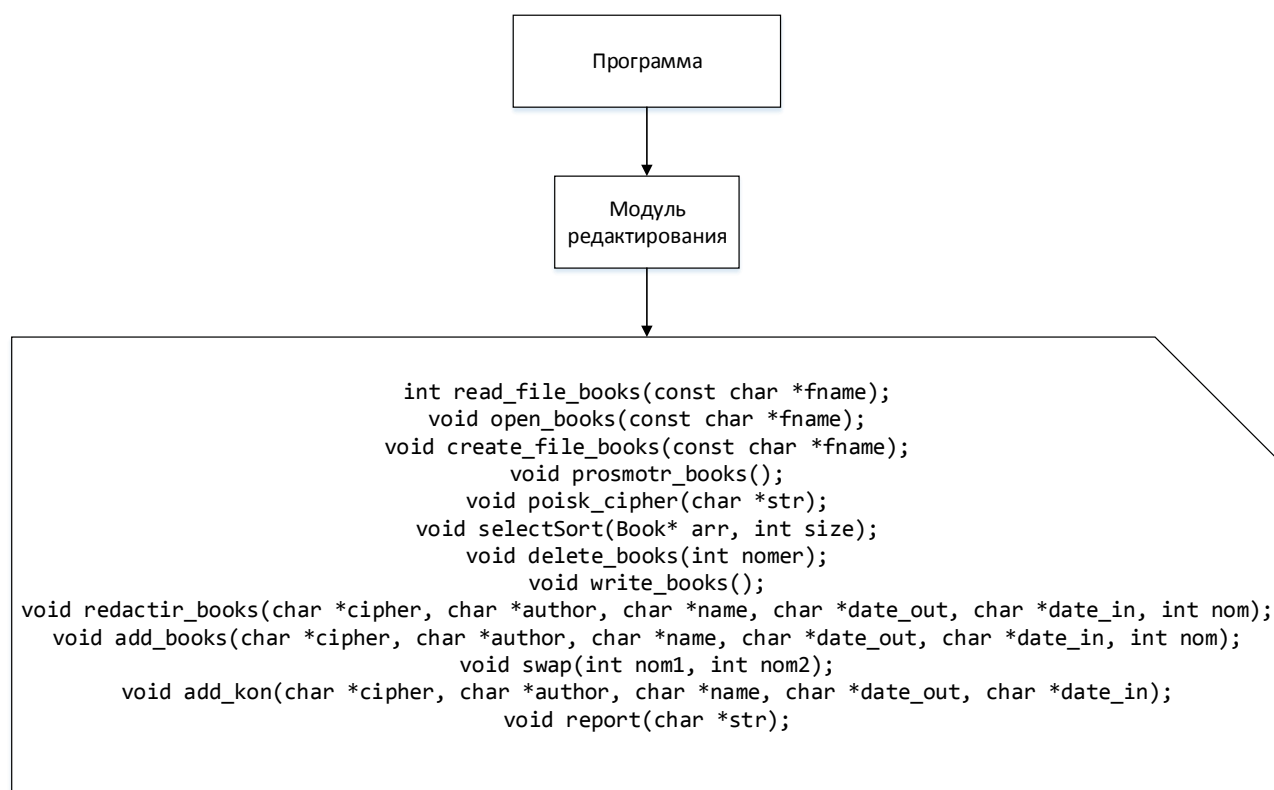 Программа
Модуль
редактирования
int read_file_books(const char *fname);
void open_books(const char *fname);
void create_file_books(const char *fname);
void prosmotr_books();
void poisk_cipher(char *str);
void selectSort(Book* arr, int size);
void delete_books(int nomer);
void write_books();
void redactir_books(char *cipher, char *author, char *name, char *date_out, char *date_in, int nom);
void add_books(char *cipher, char *author, char *name, char *date_out, char *date_in, int nom);
void swap(int nom1, int nom2);
void add_kon(char *cipher, char *author, char *name, char *date_out, char *date_in);
void report(char *str);